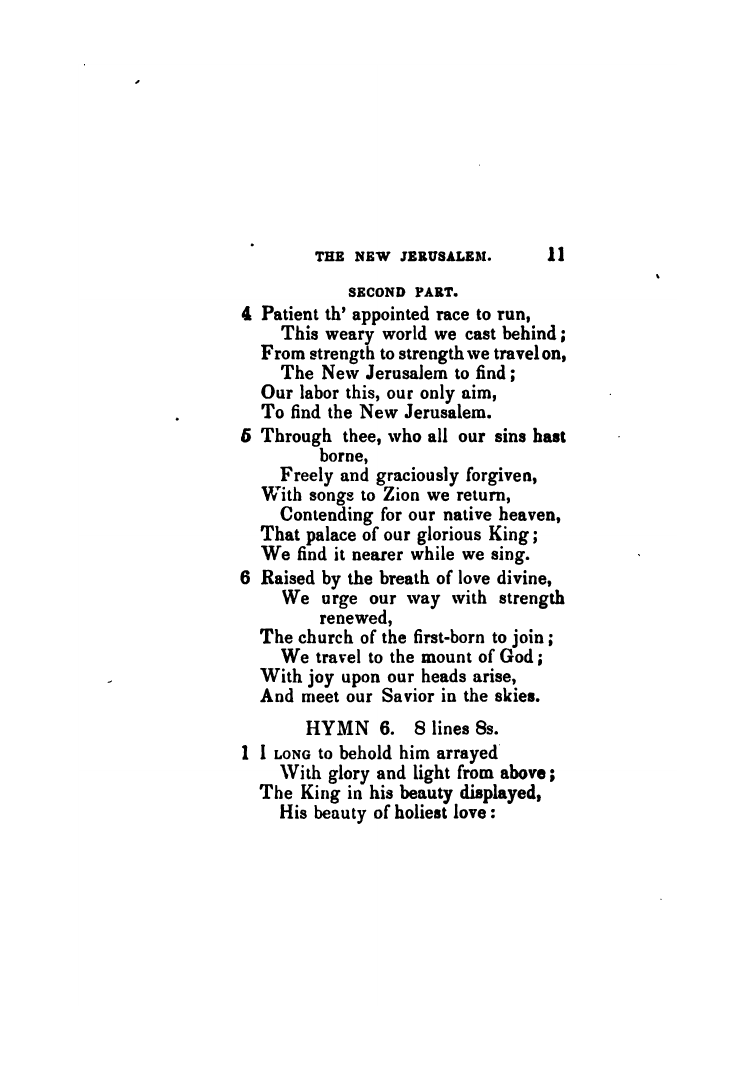 THE NEW JERUSALEM. 11
SECOND PART.
4 Patient th' appointed race to run,
This weary world we cast behind;
From strength to strength we travel on,
The New Jerusalem to find;
Our labor this, our only aim,
To find the New Jerusalem.
5 Through thee, who all our sins hast
borne,
Freely and graciously forgiven,
With songs to Zion we return,
Contending for our native heaven,
That palace of our glorious King;
We find it nearer while we sing.
6 Raised by the breath of love divine,
We urge our way with strength
renewed,
The church of the first-born to join;
We travel to the mount of God;
With joy upon our heads arise,
And meet our Savior in the skies.
HYMN 6. 8 lines 8s.
1 I LONG to behold him arrayed
With glory and light from above;
The King in his beauty displayed,
His beauty of holiest love: